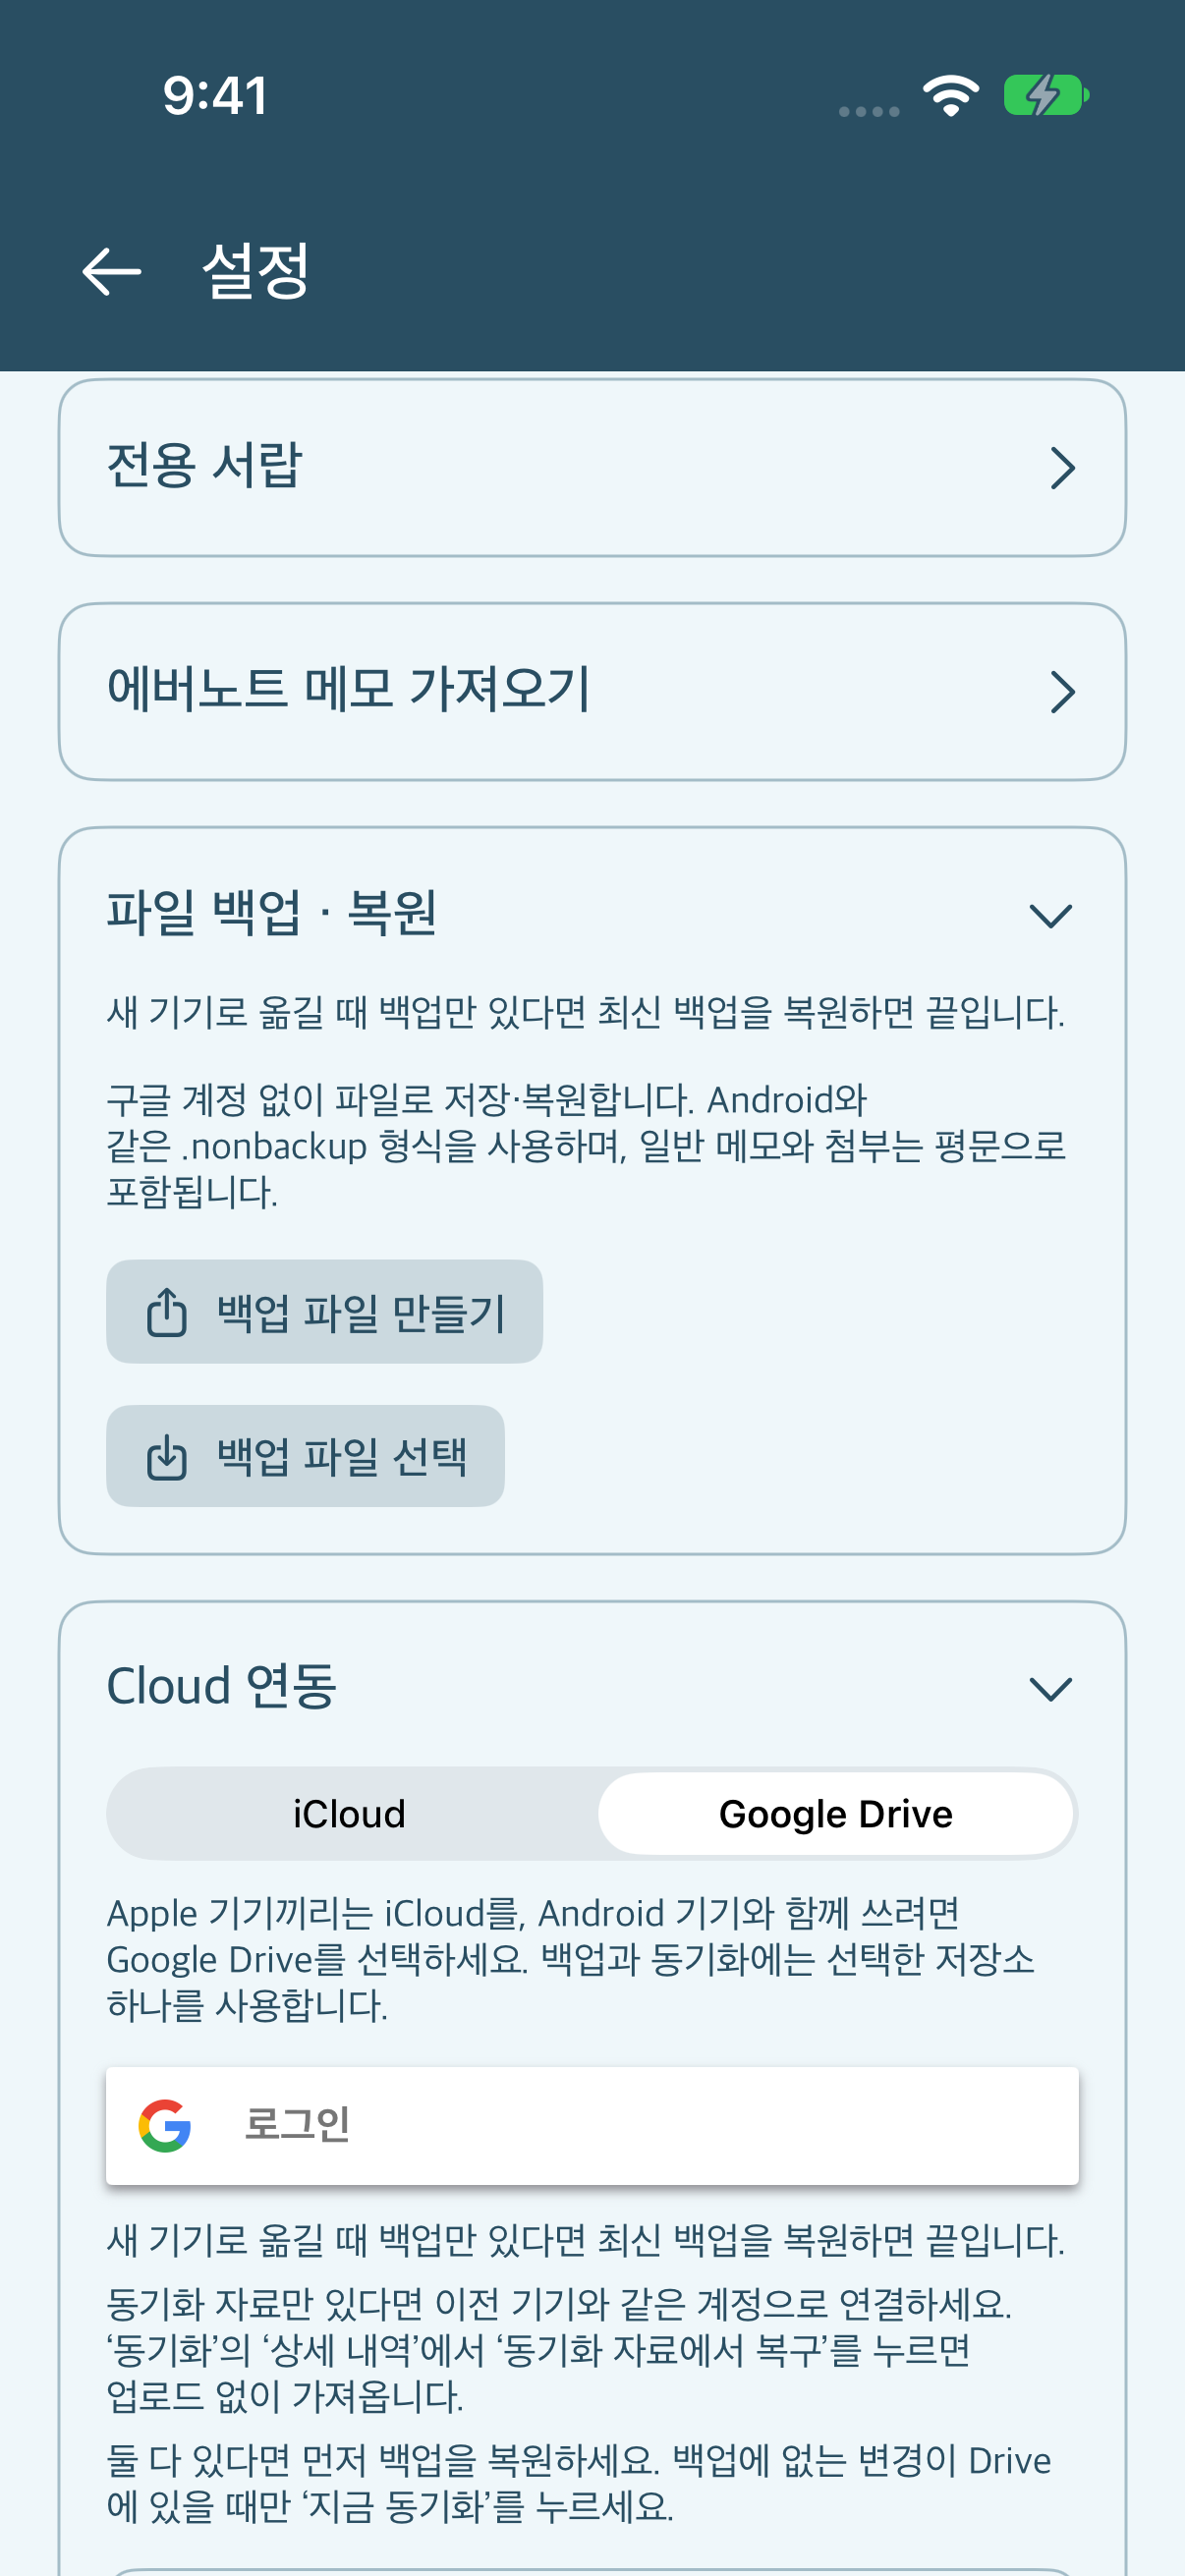 9:41
설정
전용 서랍
에버노트 메모 가져오기
파일 백업 · 복원
새 기기로 옮길 때 백업만 있다면 최신 백업을 복원하면 끝입니다.
구글 계정 없이 파일로 저장·복원합니다. Android와
같은 .nonbackup 형식을 사용하며, 일반 메모와 첨부는 평문으로
포함됩니다.
백업 파일 만들기
백업 파일 선택
Cloud 연동
iCloud
Google Drive
Apple 기기끼리는 iCloud를, Android 기기와 함께 쓰려면
Google Drive를 선택하세요. 백업과 동기화에는 선택한 저장소
하나를 사용합니다.
로그인
새 기기로 옮길 때 백업만 있다면 최신 백업을 복원하면 끝입니다.
동기화 자료만 있다면 이전 기기와 같은 계정으로 연결하세요.
‘동기화’의 ‘상세 내역’에서 ‘동기화 자료에서 복구’를 누르면
업로드 없이 가져옵니다.
둘 다 있다면 먼저 백업을 복원하세요. 백업에 없는 변경이 Drive
에 있을 때만 ‘지금 동기화’를 누르세요.